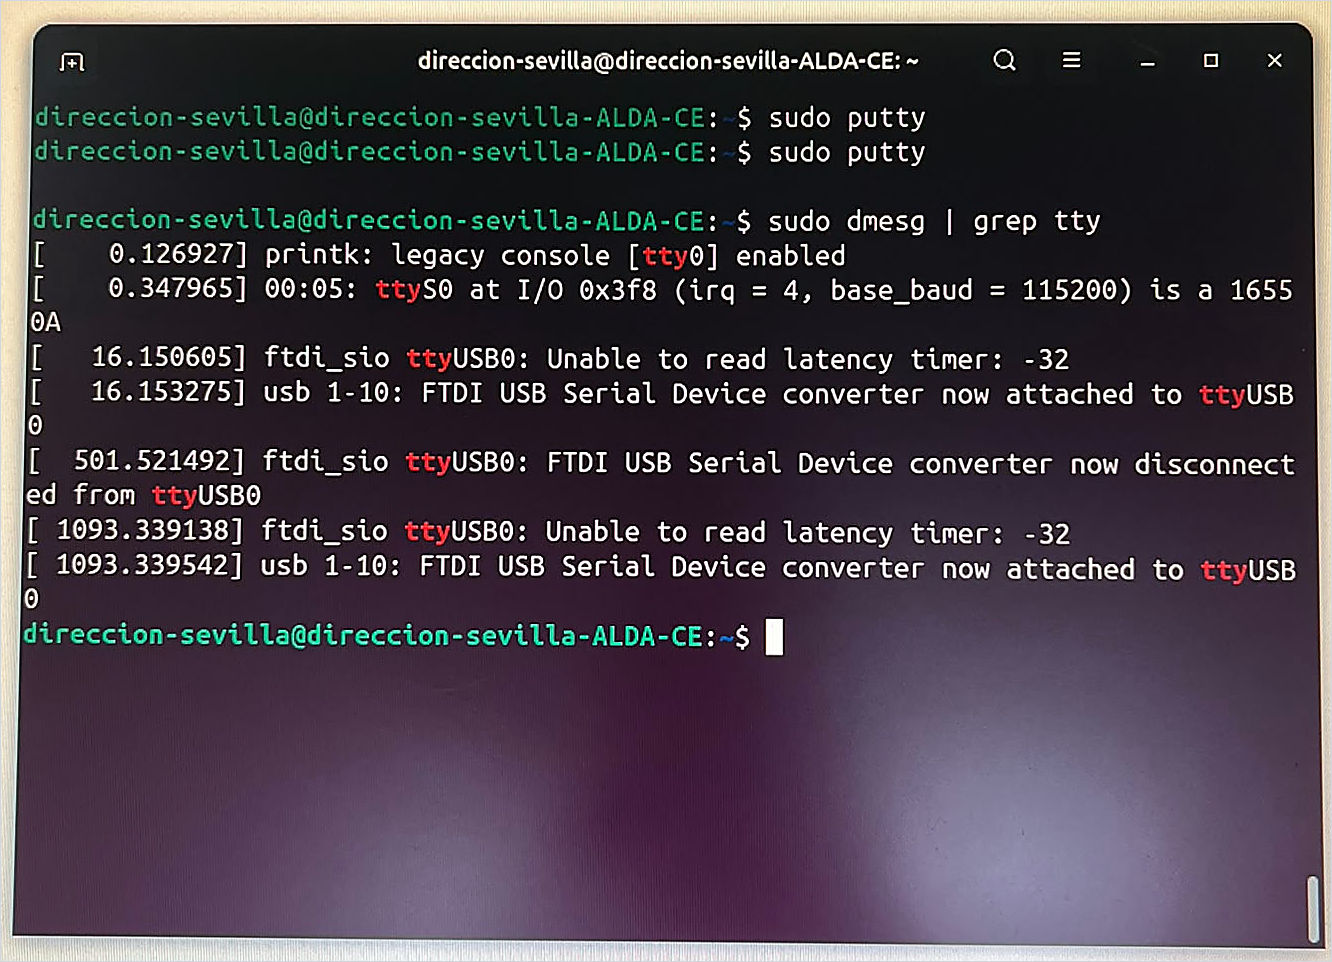 direccion-sevilla@direccion-sevilla-ALDA-CE: ~
direccion-sevilla@direccion-sevilla-ALDA-CE:~$ sudo putty
direccion-sevilla@direccion-sevilla-ALDA-CE:~$ sudo putty
direccion-sevilla@direccion-sevilla-ALDA-CE:~$ sudo dmesg | grep tty
[    0.126927] printk: legacy console [tty0] enabled
[    0.347965] 00:05: ttyS0 at I/O 0x3f8 (irq = 4, base_baud = 115200) is a 1655
0A
[   16.150605] ftdi_sio ttyUSB0: Unable to read latency timer: -32
[   16.153275] usb 1-10: FTDI USB Serial Device converter now attached to ttyUSB
0
[  501.521492] ftdi_sio ttyUSB0: FTDI USB Serial Device converter now disconnect
ed from ttyUSB0
[ 1093.339138] ftdi_sio ttyUSB0: Unable to read latency timer: -32
[ 1093.339542] usb 1-10: FTDI USB Serial Device converter now attached to ttyUSB
0
direccion-sevilla@direccion-sevilla-ALDA-CE:~$